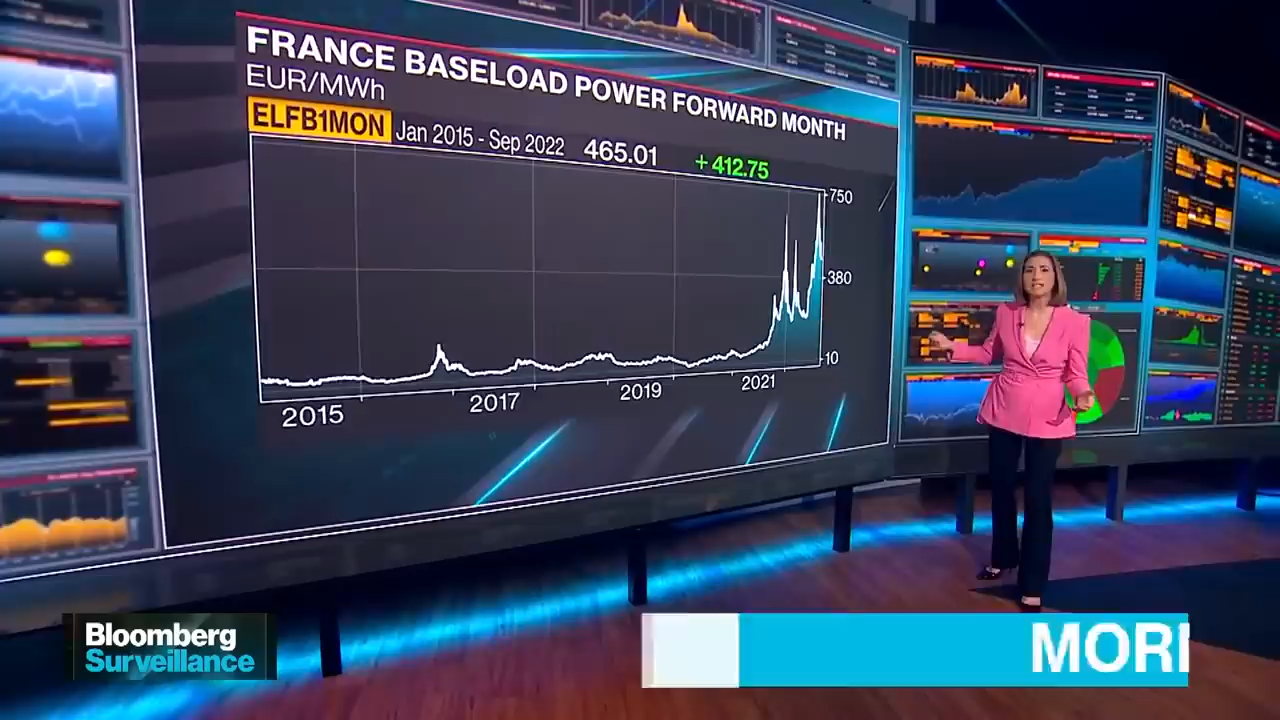 FRANCE BASELOAD POWER FORWARD MONTH
EUR/MWh
ELFB1MON Jan 2015 - Sep 2022 465.01 +412.75
750
380
10
2015 2017 2019 2021
Bloomberg
Surveillance
MORI